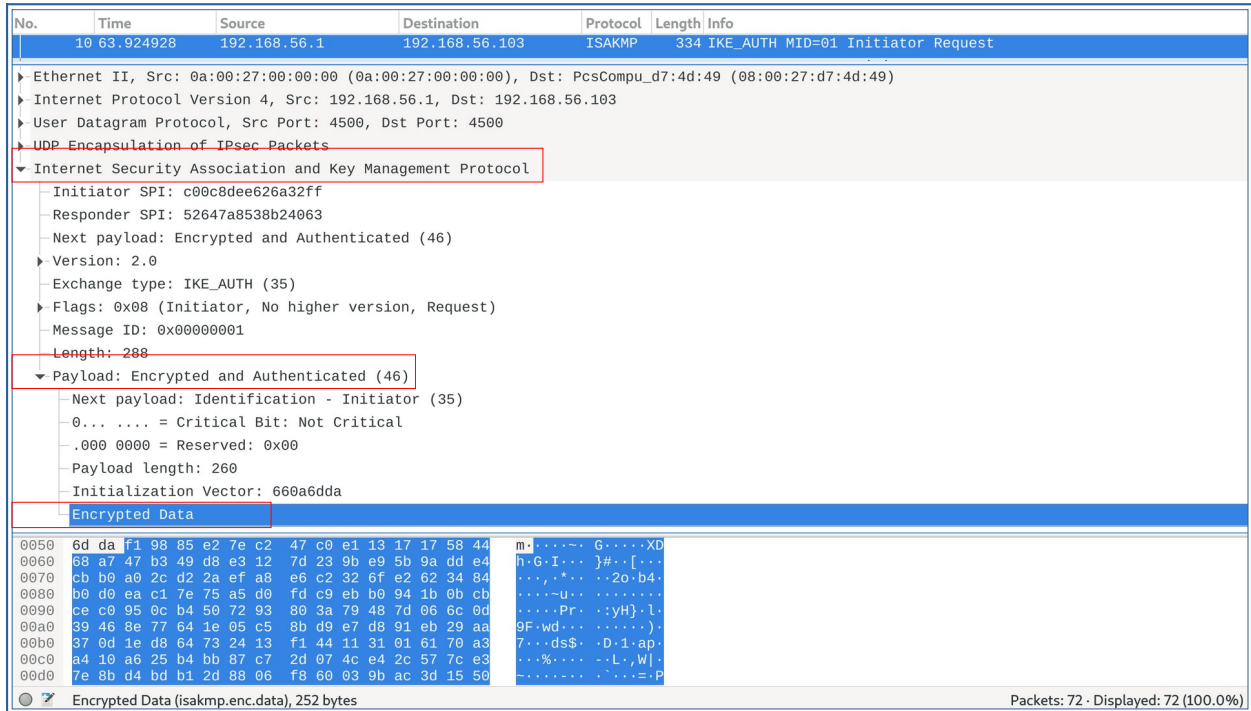 No. Time Source Destination Protocol Length Info
10 63.924928 192.168.56.1 192.168.56.103 ISAKMP 334 IKE_AUTH MID=01 Initiator Request
Ethernet II, Src: 0a:00:27:00:00:00 (0a:00:27:00:00:00), Dst: PcsCompu_d7:4d:49 (08:00:27:d7:4d:49)
Internet Protocol Version 4, Src: 192.168.56.1, Dst: 192.168.56.103
User Datagram Protocol, Src Port: 4500, Dst Port: 4500
UDP Encapsulation of IPsec Packets
Internet Security Association and Key Management Protocol
Initiator SPI: c00c8dee626a32ff
Responder SPI: 52647a8538b24063
Next payload: Encrypted and Authenticated (46)
Version: 2.0
Exchange type: IKE_AUTH (35)
Flags: 0x08 (Initiator, No higher version, Request)
Message ID: 0x00000001
Length: 288
Payload: Encrypted and Authenticated (46)
Next payload: Identification - Initiator (35)
0... .... = Critical Bit: Not Critical
.000 0000 = Reserved: 0x00
Payload length: 260
Initialization Vector: 660a6dda
Encrypted Data
0050 6d da f1 98 85 e2 7e c2 47 c0 e1 13 17 17 58 44 m·····~· G·····XD
0060 68 a7 47 b3 49 d8 e3 12 7d 23 9b e9 5b 9a dd e4 h·G·I··· }#··[···
0070 cb b0 a0 2c d2 2a ef a8 e6 c2 32 6f e2 62 34 84 ···,·*·· ··2o·b4·
0080 b0 d0 ea c1 7e 75 a5 d0 fd c9 eb b0 94 1b 0b cb ····~u·· ········
0090 ce c0 95 0c b4 50 72 93 80 3a 79 48 7d 06 6c 0d ·····Pr· ·:yH}·l·
00a0 39 46 8e 77 64 1e 05 c5 8b d9 e7 d8 91 eb 29 aa 9F·wd··· ······)·
00b0 37 0d 1e d8 64 73 24 13 f1 44 11 31 01 61 70 a3 7···ds$· ·D·1·ap·
00c0 a4 10 a6 25 b4 bb 87 c7 2d 07 4c e4 2c 57 7c e3 ···%···· -·L·,W|·
00d0 7e 8b d4 bd b1 2d 88 06 f8 60 03 9b ac 3d 15 50 ~····-·· ·`···=·P
Encrypted Data (isakmp.enc.data), 252 bytes Packets: 72 · Displayed: 72 (100.0%)